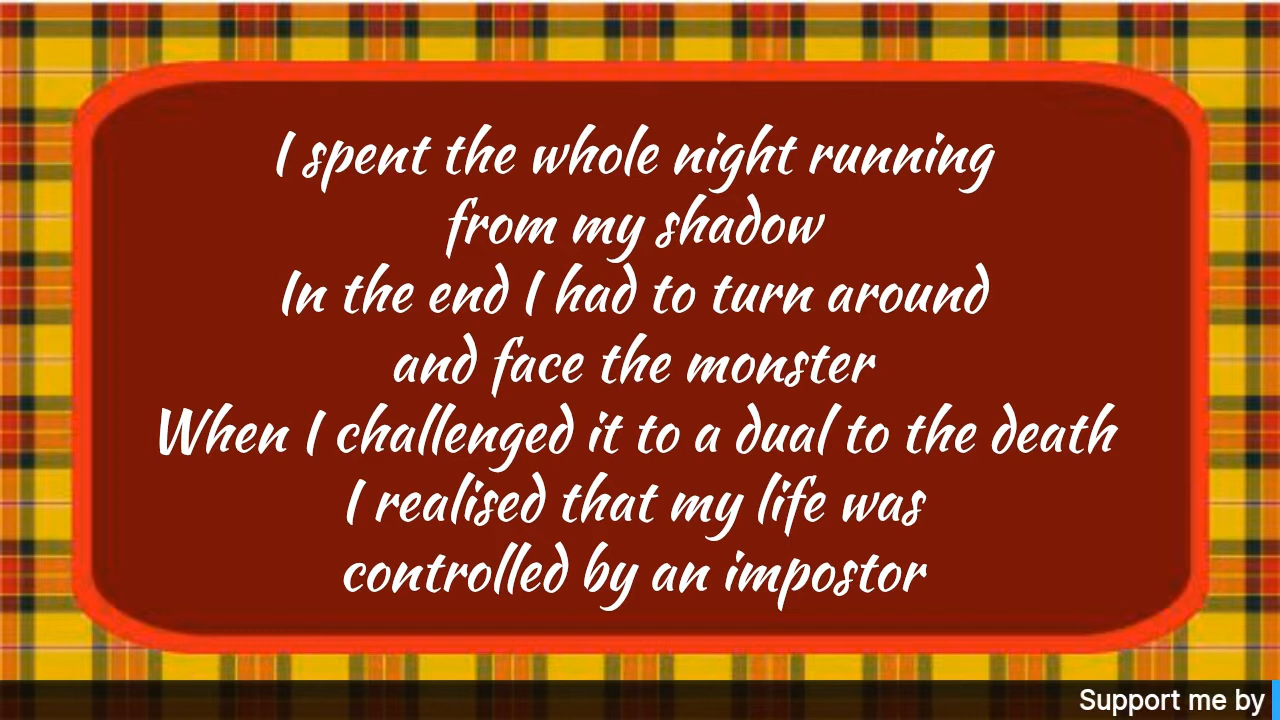 I spent the whole night running
from my shadow
In the end I had to turn around
and face the monster
When I challenged it to a dual to the death
I realised that my life was
controlled by an impostor
Support me by